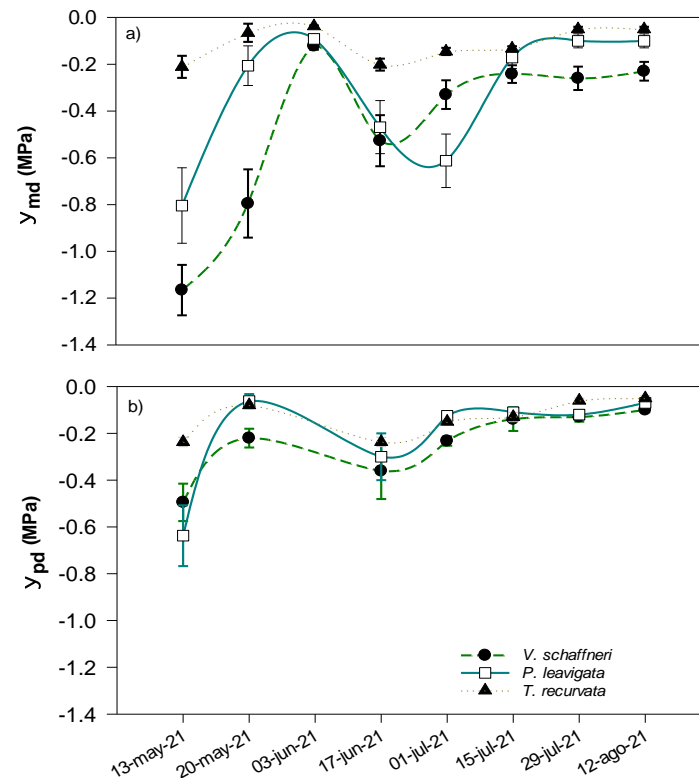 a)
0.0
-0.2
-0.4
-0.6
-0.8
-1.0
-1.2
-1.4
y md (MPa)
b)
0.0
-0.2
-0.4
-0.6
-0.8
-1.0
-1.2
-1.4
y pd (MPa)
V. schaffneri
P. leavigata
T. recurvata
13-may-21
20-may-21
03-jun-21
17-jun-21
01-jul-21
15-jul-21
29-jul-21
12-ago-21